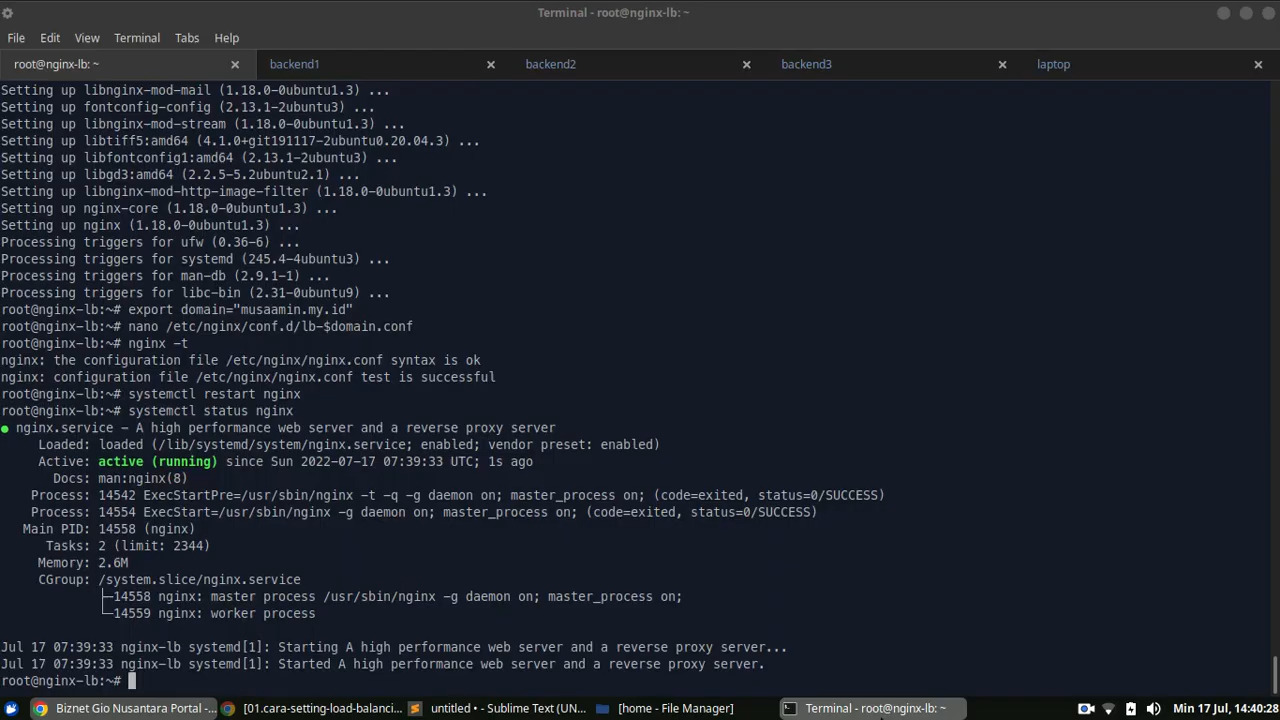 Terminal - root@nginx-lb: ~
File Edit View Terminal Tabs Help
root@nginx-lb: ~ × backend1 × backend2 × backend3 × laptop ×
Setting up libnginx-mod-mail (1.18.0-0ubuntu1.3) ...
Setting up fontconfig-config (2.13.1-2ubuntu3) ...
Setting up libnginx-mod-stream (1.18.0-0ubuntu1.3) ...
Setting up libtiff5:amd64 (4.1.0+git191117-2ubuntu0.20.04.3) ...
Setting up libfontconfig1:amd64 (2.13.1-2ubuntu3) ...
Setting up libgd3:amd64 (2.2.5-5.2ubuntu2.1) ...
Setting up libnginx-mod-http-image-filter (1.18.0-0ubuntu1.3) ...
Setting up nginx-core (1.18.0-0ubuntu1.3) ...
Setting up nginx (1.18.0-0ubuntu1.3) ...
Processing triggers for ufw (0.36-6) ...
Processing triggers for systemd (245.4-4ubuntu3) ...
Processing triggers for man-db (2.9.1-1) ...
Processing triggers for libc-bin (2.31-0ubuntu9) ...
root@nginx-lb:~# export domain="musaamin.my.id"
root@nginx-lb:~# nano /etc/nginx/conf.d/lb-$domain.conf
root@nginx-lb:~# nginx -t
nginx: the configuration file /etc/nginx/nginx.conf syntax is ok
nginx: configuration file /etc/nginx/nginx.conf test is successful
root@nginx-lb:~# systemctl restart nginx
root@nginx-lb:~# systemctl status nginx
● nginx.service - A high performance web server and a reverse proxy server
Loaded: loaded (/lib/systemd/system/nginx.service; enabled; vendor preset: enabled)
Active: active (running) since Sun 2022-07-17 07:39:33 UTC; 1s ago
Docs: man:nginx(8)
Process: 14542 ExecStartPre=/usr/sbin/nginx -t -q -g daemon on; master_process on; (code=exited, status=0/SUCCESS)
Process: 14554 ExecStart=/usr/sbin/nginx -g daemon on; master_process on; (code=exited, status=0/SUCCESS)
Main PID: 14558 (nginx)
Tasks: 2 (limit: 2344)
Memory: 2.6M
CGroup: /system.slice/nginx.service
├─14558 nginx: master process /usr/sbin/nginx -g daemon on; master_process on;
└─14559 nginx: worker process
Jul 17 07:39:33 nginx-lb systemd[1]: Starting A high performance web server and a reverse proxy server...
Jul 17 07:39:33 nginx-lb systemd[1]: Started A high performance web server and a reverse proxy server.
root@nginx-lb:~#
Biznet Gio Nusantara Portal -... [01.cara-setting-load-balanci... untitled • - Sublime Text (UN... [home - File Manager] Terminal - root@nginx-lb: ~ Min 17 Jul, 14:40:28